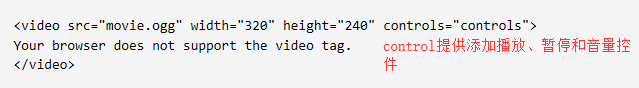 <video src="movie.ogg" width="320" height="240" controls="controls">
Your browser does not support the video tag.
</video>
control提供添加播放、暂停和音量控
件